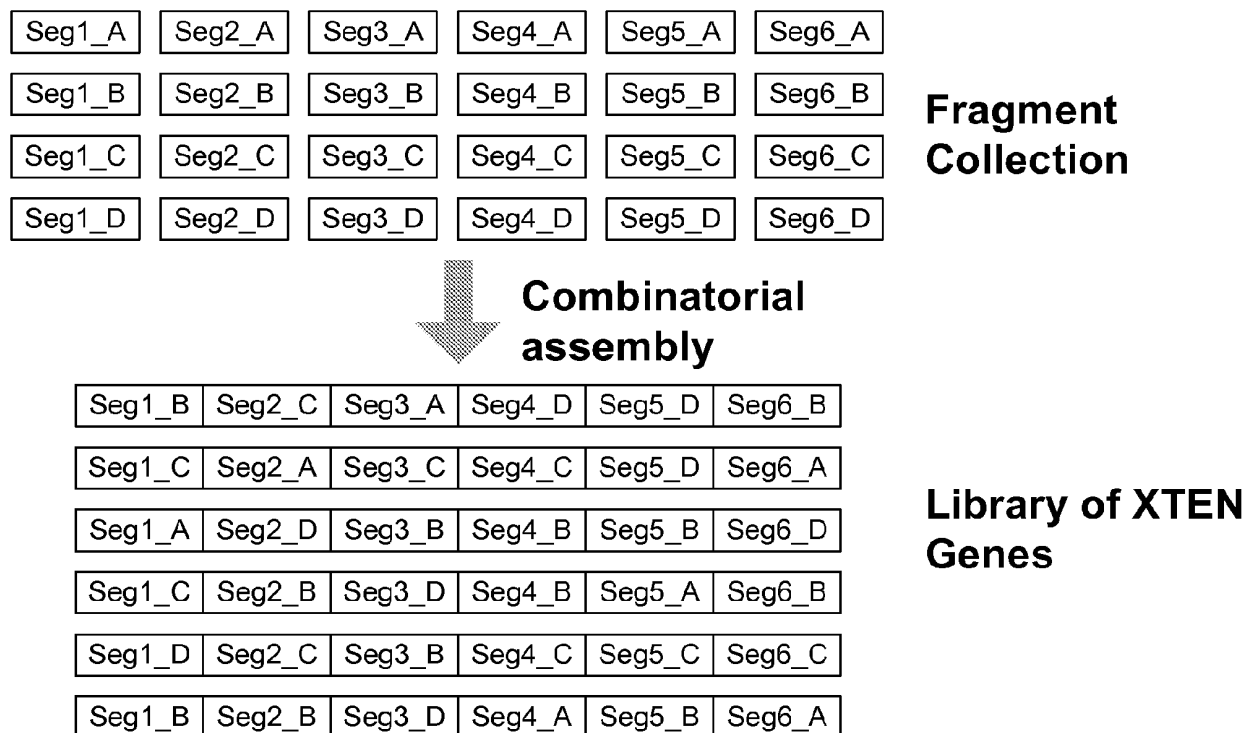 Seg1_A Seg2_A Seg3_A Seg4_A Seg5_A Seg6_A
Seg1_B Seg2_B Seg3_B Seg4_B Seg5_B Seg6_B
Seg1_C Seg2_C Seg3_C Seg4_C Seg5_C Seg6_C
Seg1_D Seg2_D Seg3_D Seg4_D Seg5_D Seg6_D
Fragment
Collection
Combinatorial
assembly
Seg1_B Seg2_C Seg3_A Seg4_D Seg5_D Seg6_B
Seg1_C Seg2_A Seg3_C Seg4_C Seg5_D Seg6_A
Seg1_A Seg2_D Seg3_B Seg4_B Seg5_B Seg6_D
Seg1_C Seg2_B Seg3_D Seg4_B Seg5_A Seg6_B
Seg1_D Seg2_C Seg3_B Seg4_C Seg5_C Seg6_C
Seg1_B Seg2_B Seg3_D Seg4_A Seg5_B Seg6_A
Library of XTEN
Genes